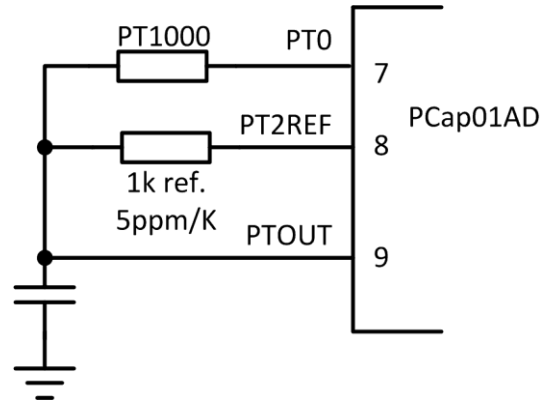 PT1000
PT0
7
PCap01AD
PT2REF
8
1k ref.
5ppm/K
PTOUT
9